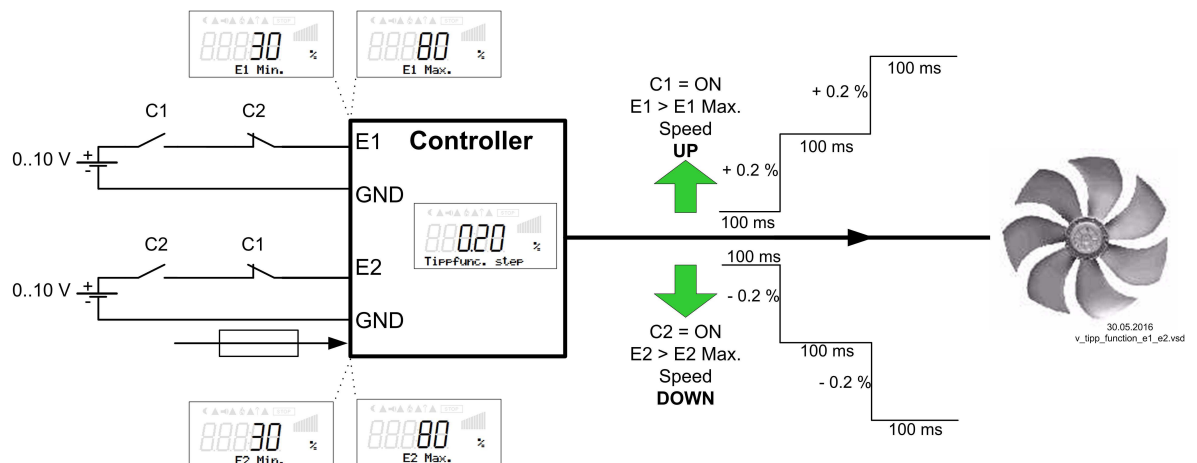 30 %
E1 Min.
80 %
E1 Max.
C1 C2
0..10 V
+
-
E1
Controller
GND
0.20 %
Tippfunc. step
C2 C1
0..10 V
+
-
E2
GND
30 %
E2 Min.
80 %
E2 Max.
C1 = ON
E1 > E1 Max.
Speed
UP
100 ms
+ 0.2 %
100 ms
+ 0.2 %
100 ms
100 ms
- 0.2 %
100 ms
- 0.2 %
100 ms
C2 = ON
E2 > E2 Max.
Speed
DOWN
30.05.2016
v_tipp_function_e1_e2.vsd